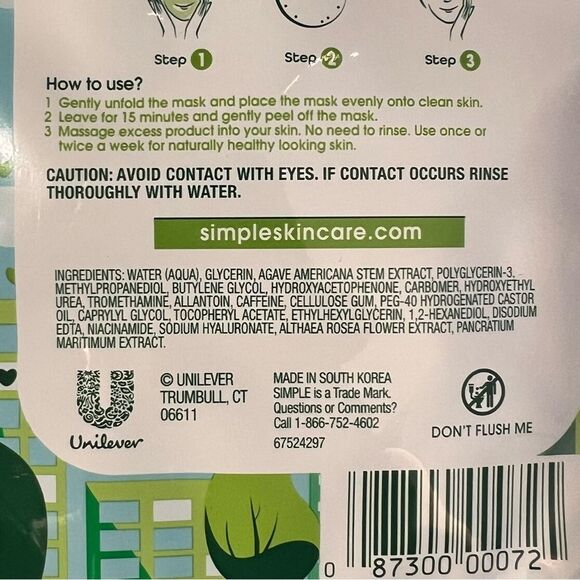 Step 1
Step 2
Step 3
How to use?
1 Gently unfold the mask and place the mask evenly onto clean skin.
2 Leave for 15 minutes and gently peel off the mask.
3 Massage excess product into your skin. No need to rinse. Use once or
twice a week for naturally healthy looking skin.
CAUTION: AVOID CONTACT WITH EYES. IF CONTACT OCCURS RINSE
THOROUGHLY WITH WATER.
simpleskincare.com
INGREDIENTS: WATER (AQUA), GLYCERIN, AGAVE AMERICANA STEM EXTRACT, POLYGLYCERIN-3,
METHYLPROPANEDIOL, BUTYLENE GLYCOL, HYDROXYACETOPHENONE, CARBOMER, HYDROXYETHYL
UREA, TROMETHAMINE, ALLANTOIN, CAFFEINE, CELLULOSE GUM, PEG-40 HYDROGENATED CASTOR
OIL, CAPRYLYL GLYCOL, TOCOPHERYL ACETATE, ETHYLHEXYLGLYCERIN, 1,2-HEXANEDIOL, DISODIUM
EDTA, NIACINAMIDE, SODIUM HYALURONATE, ALTHAEA ROSEA FLOWER EXTRACT, PANCRATIUM
MARITIMUM EXTRACT.
Unilever
© UNILEVER
TRUMBULL, CT
06611
MADE IN SOUTH KOREA
SIMPLE is a Trade Mark.
Questions or Comments?
Call 1-866-752-4602
67524297
DON'T FLUSH ME
0 87300 00072